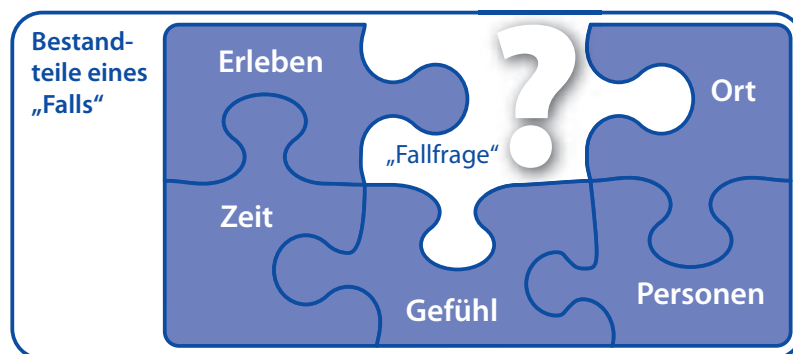 Bestand-
teile eines
„Falls“
Erleben
?
Ort
„Fallfrage“
Zeit
Gefühl
Personen